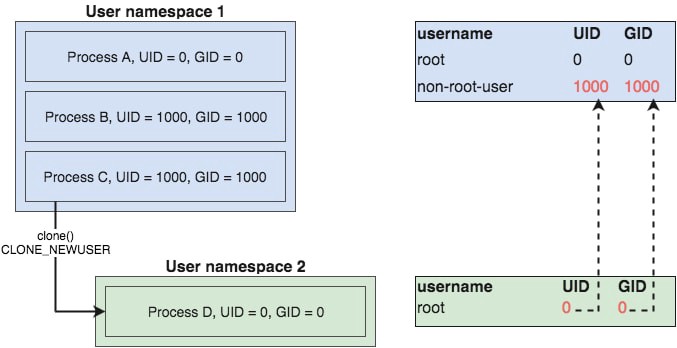 User namespace 1
Process A, UID = 0, GID = 0
Process B, UID = 1000, GID = 1000
Process C, UID = 1000, GID = 1000
clone()
CLONE_NEWUSER
User namespace 2
Process D, UID = 0, GID = 0
username UID GID
root 0 0
non-root-user 1000 1000
username UID GID
root 0 0